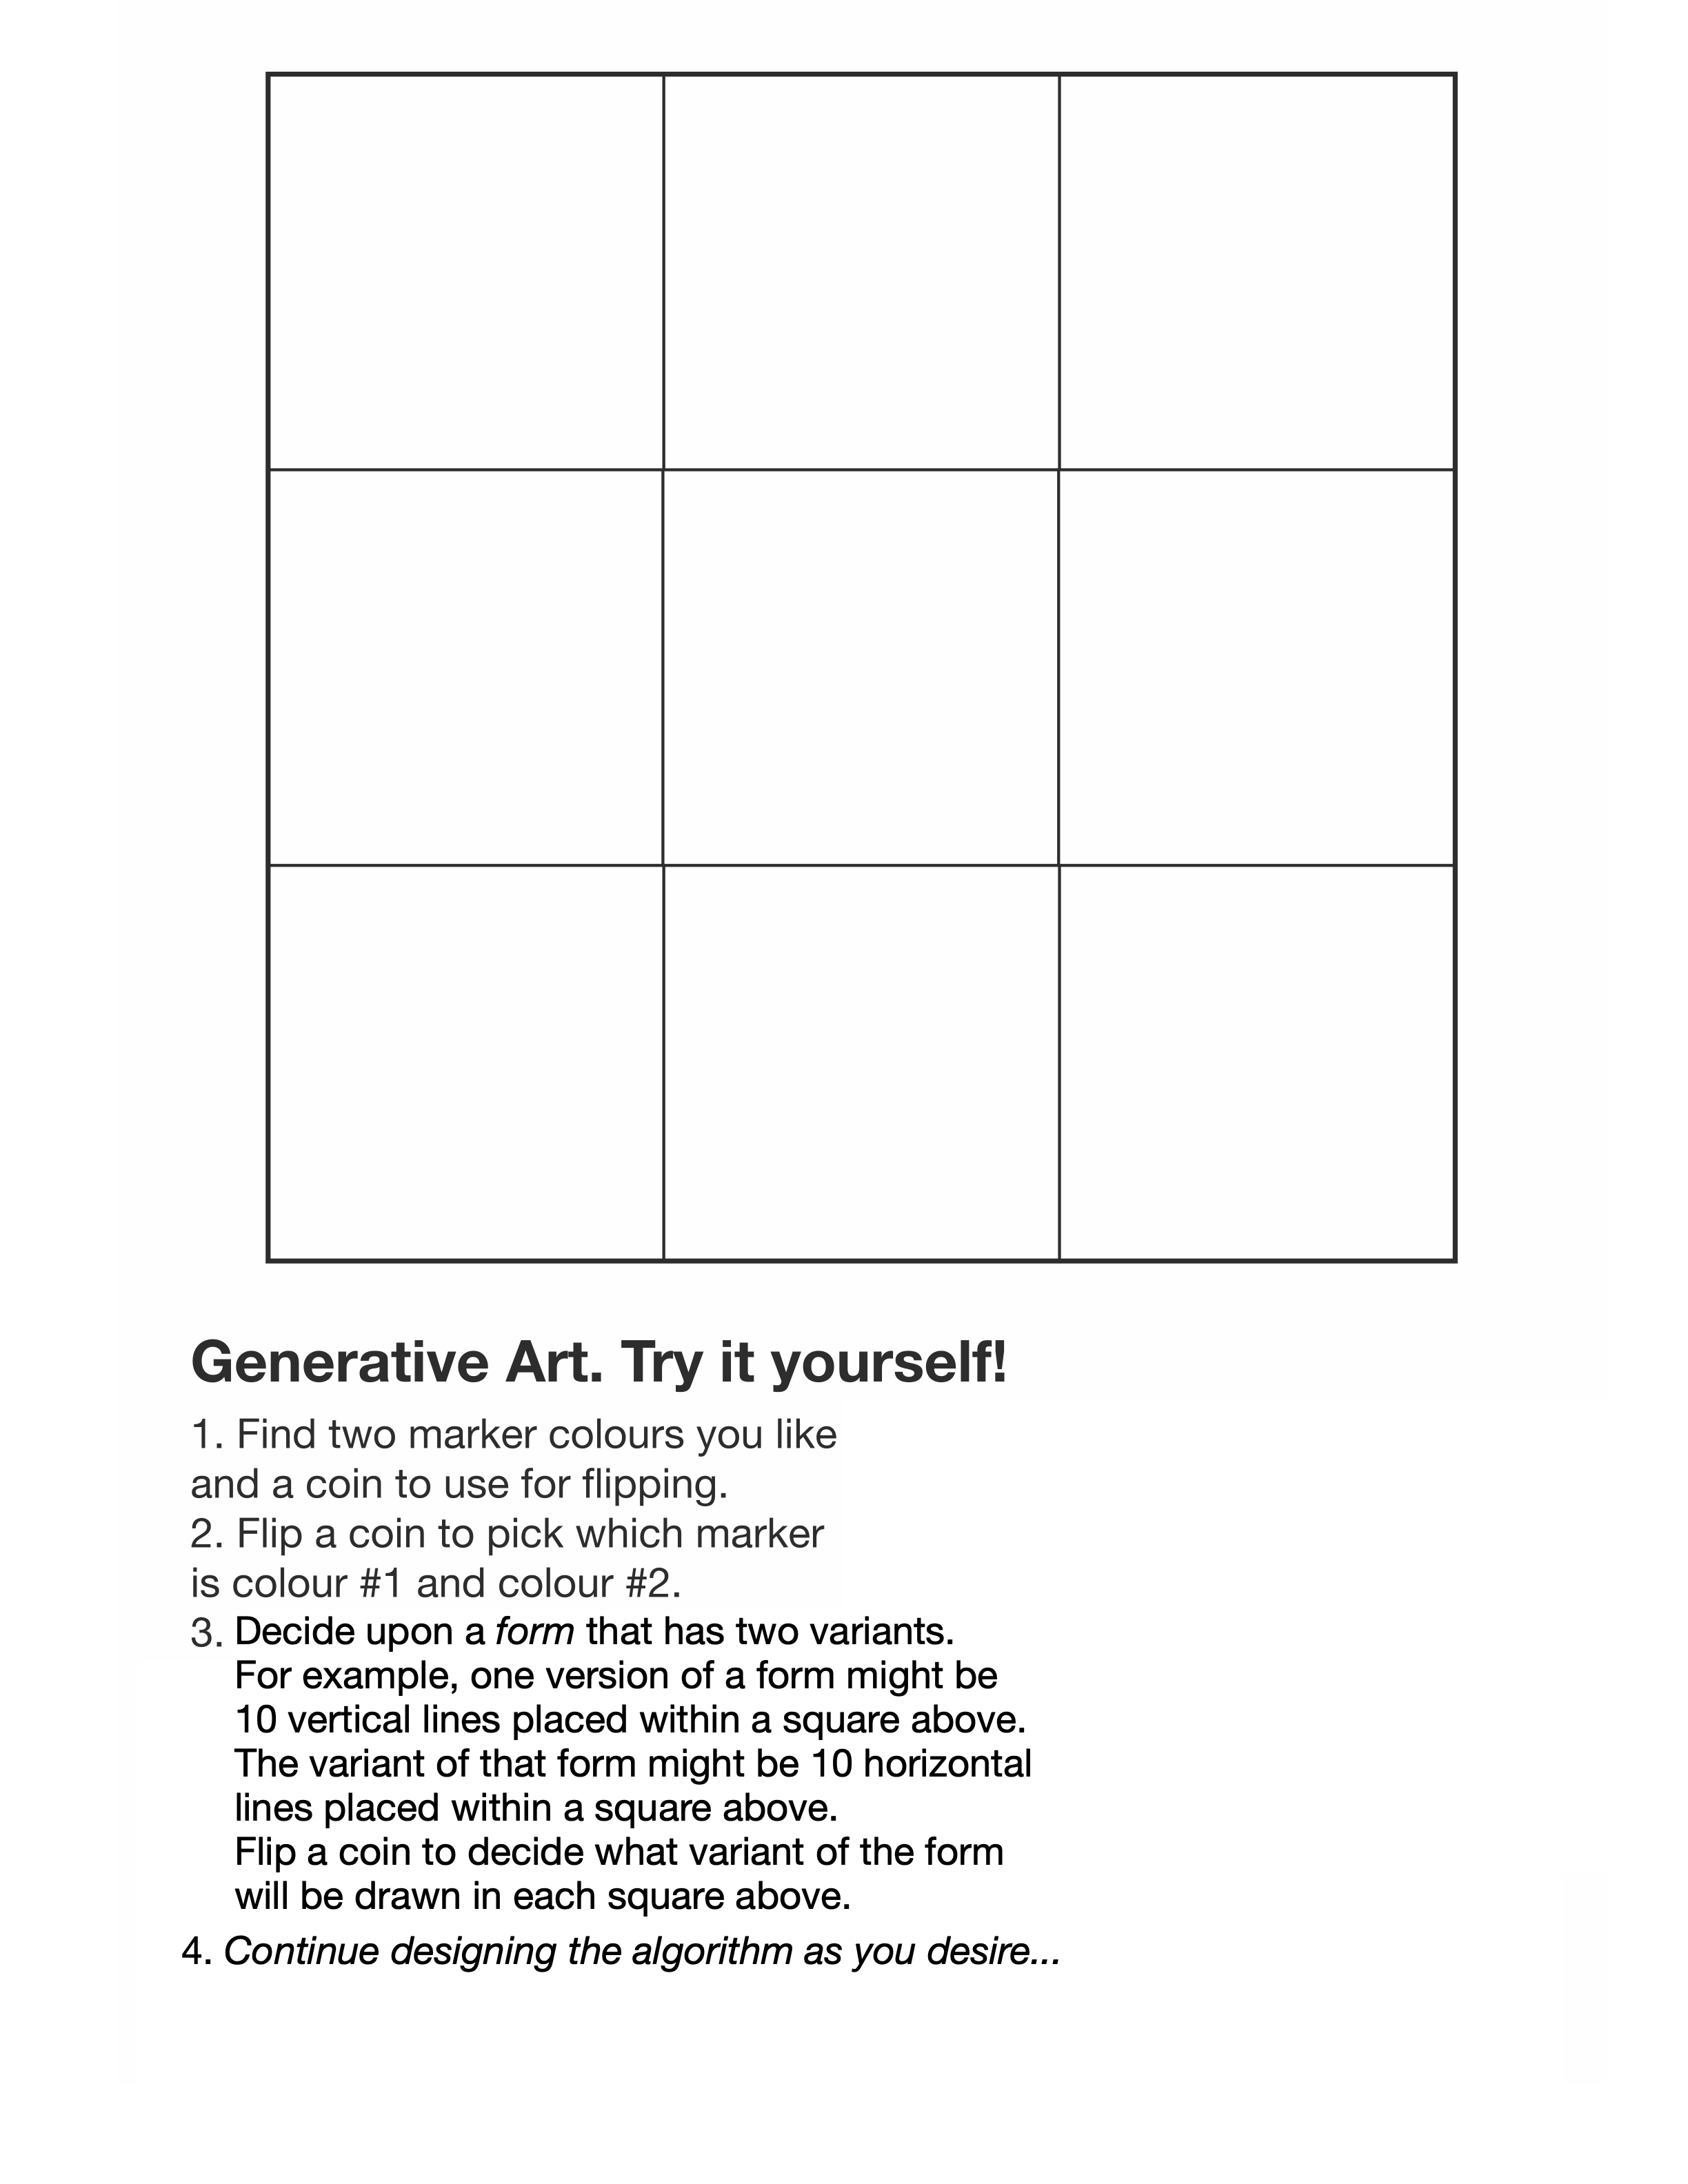 Generative Art. Try it yourself!
1. Find two marker colours you like
and a coin to use for flipping.
2. Flip a coin to pick which marker
is colour #1 and colour #2.
3. Decide upon a form that has two variants.
For example, one version of a form might be
10 vertical lines placed within a square above.
The variant of that form might be 10 horizontal
lines placed within a square above.
Flip a coin to decide what variant of the form
will be drawn in each square above.
4. Continue designing the algorithm as you desire...